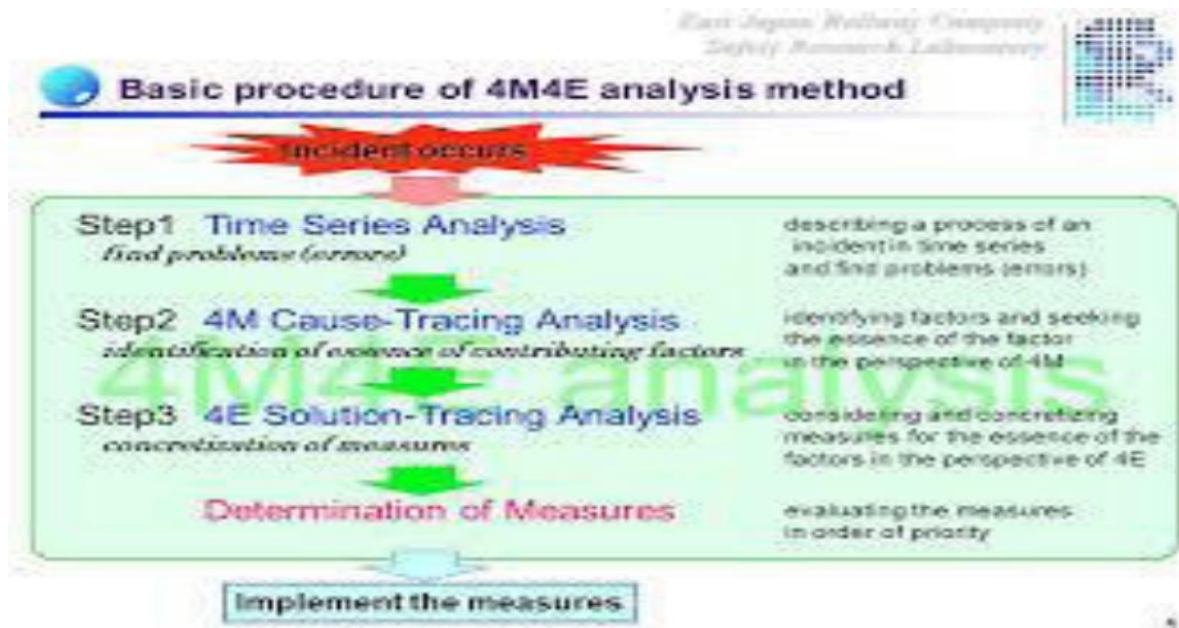 East Japan Railway Company
Safety Research Laboratory
Basic procedure of 4M4E analysis method
Incident occurs
Step1 Time Series Analysis
find problems (errors)
describing a process of an
incident in time series
and find problems (errors)
Step2 4M Cause-Tracing Analysis
identification of essence of contributing factors
identifying factors and seeking
the essence of the factor
in the perspective of 4M
4M4E analysis
Step3 4E Solution-Tracing Analysis
concretization of measures
considering and concretizing
measures for the essence of the
factors in the perspective of 4E
Determination of Measures
evaluating the measures
in order of priority
Implement the measures